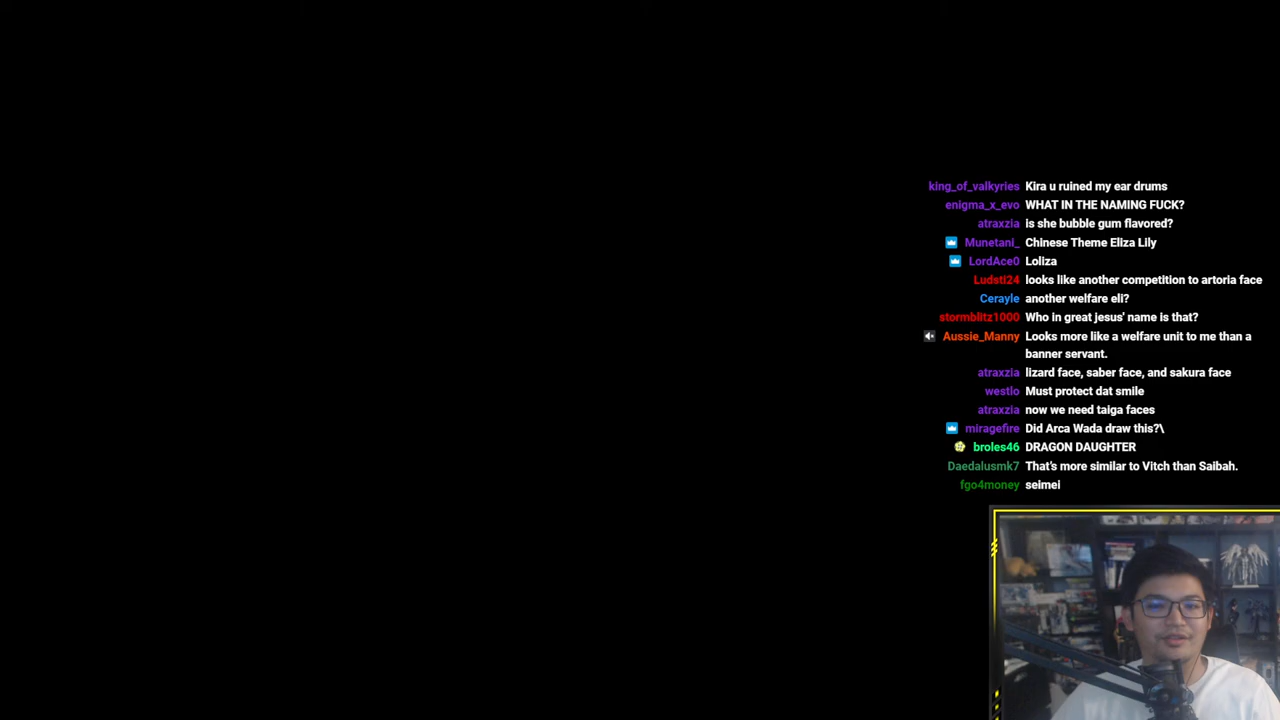 king_of_valkyries Kira u ruined my ear drums
enigma_x_evo WHAT IN THE NAMING FUCK?
atraxzia is she bubble gum flavored?
Munetani_ Chinese Theme Eliza Lily
LordAce0 Loliza
Ludsti24 looks like another competition to artoria face
Cerayle another welfare eli?
stormblitz1000 Who in great jesus' name is that?
Aussie_Manny Looks more like a welfare unit to me than a
banner servant.
atraxzia lizard face, saber face, and sakura face
westlo Must protect dat smile
atraxzia now we need taiga faces
miragefire Did Arca Wada draw this?\
broles46 DRAGON DAUGHTER
Daedalusmk7 That's more similar to Vitch than Saibah.
fgo4money seimei